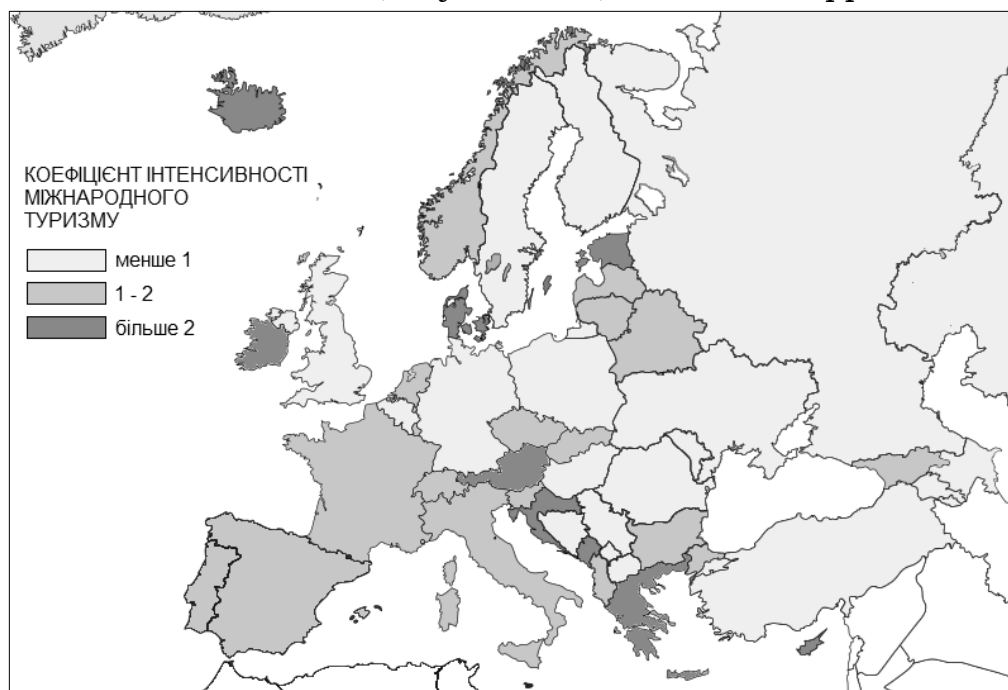 КОЕФІЦІЄНТ ІНТЕНСИВНОСТІ
МІЖНАРОДНОГО
ТУРИЗМУ
менше 1
1 - 2
більше 2